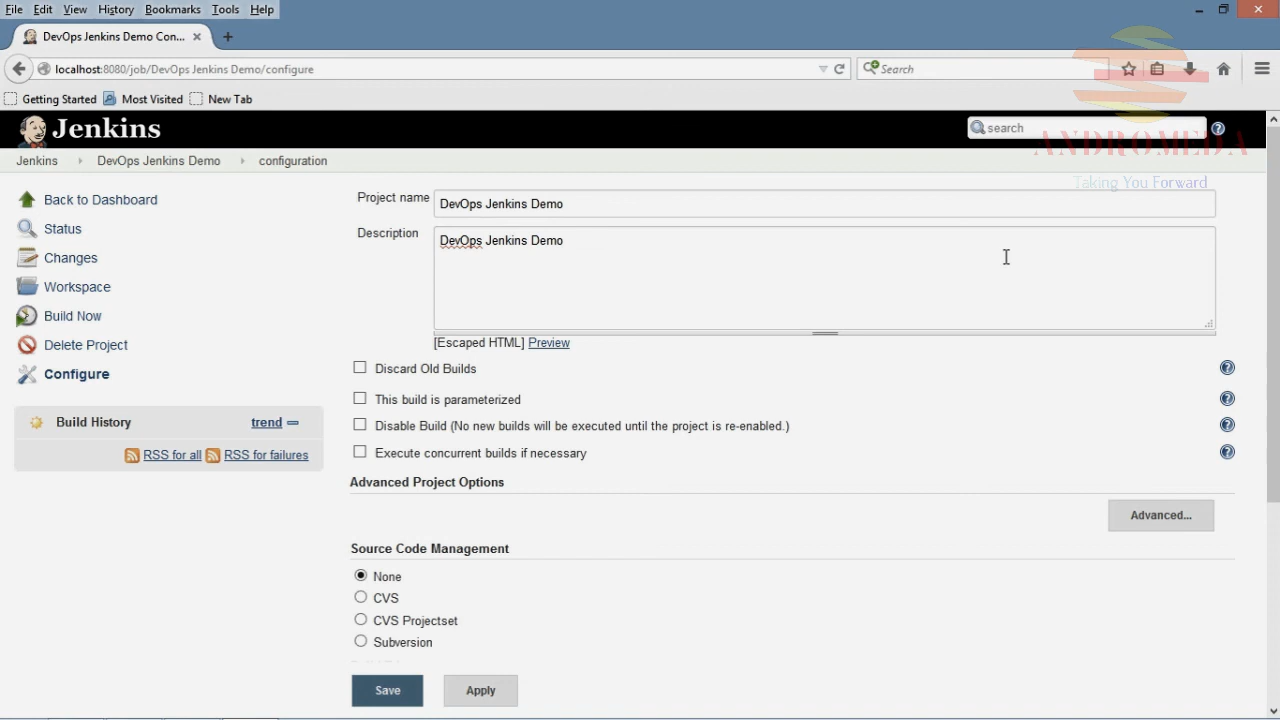 File Edit View History Bookmarks Tools Help
DevOps Jenkins Demo Con... × +
localhost:8080/job/DevOps Jenkins Demo/configure
Search
Getting Started Most Visited New Tab
Jenkins
search
ANDROMEDA
Taking You Forward
Jenkins DevOps Jenkins Demo configuration
Back to Dashboard
Status
Changes
Workspace
Build Now
Delete Project
Configure
Build History trend
RSS for all RSS for failures
Project name DevOps Jenkins Demo
Description DevOps Jenkins Demo
[Escaped HTML] Preview
Discard Old Builds
This build is parameterized
Disable Build (No new builds will be executed until the project is re-enabled.)
Execute concurrent builds if necessary
Advanced Project Options
Advanced...
Source Code Management
None
CVS
CVS Projectset
Subversion
Save Apply